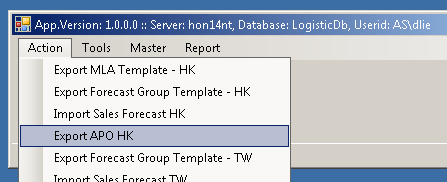 App.Version: 1.0.0.0 :: Server: hon14nt, Database: LogisticDb, Userid: AS\dlie
Action Tools Master Report
Export MLA Template - HK
Export Forecast Group Template - HK
Import Sales Forecast HK
Export APO HK
Export Forecast Group Template - TW
Import Sales Forecast TW